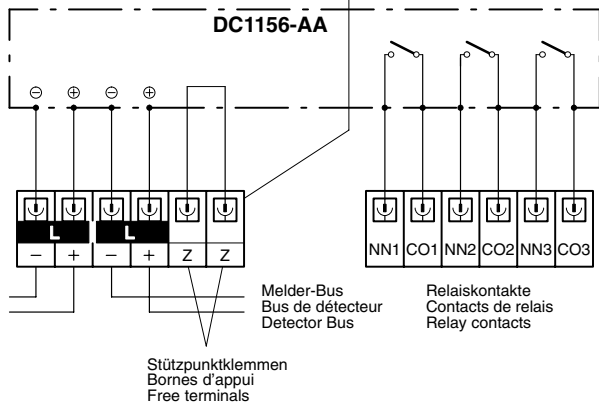 DC1156-AA
⊖ ⊕ ⊖ ⊕
L L
− + − + Z Z
NN1 CO1 NN2 CO2 NN3 CO3
Melder-Bus
Bus de détecteur
Detector Bus
Relaiskontakte
Contacts de relais
Relay contacts
Stützpunktklemmen
Bornes d'appui
Free terminals